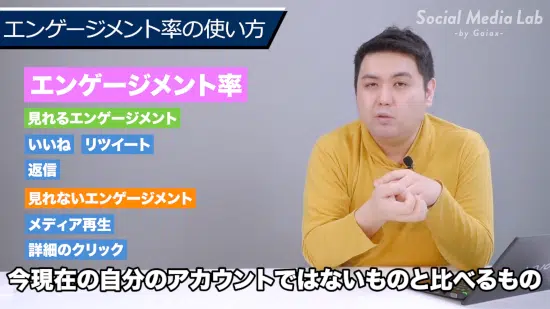 エンゲージメント率の使い方
Social Media Lab
-by Gaiax-
エンゲージメント率
見れるエンゲージメント
いいね リツイート
返信
見れないエンゲージメント
メディア再生
詳細のクリック
今現在の自分のアカウントではないものと比べるもの